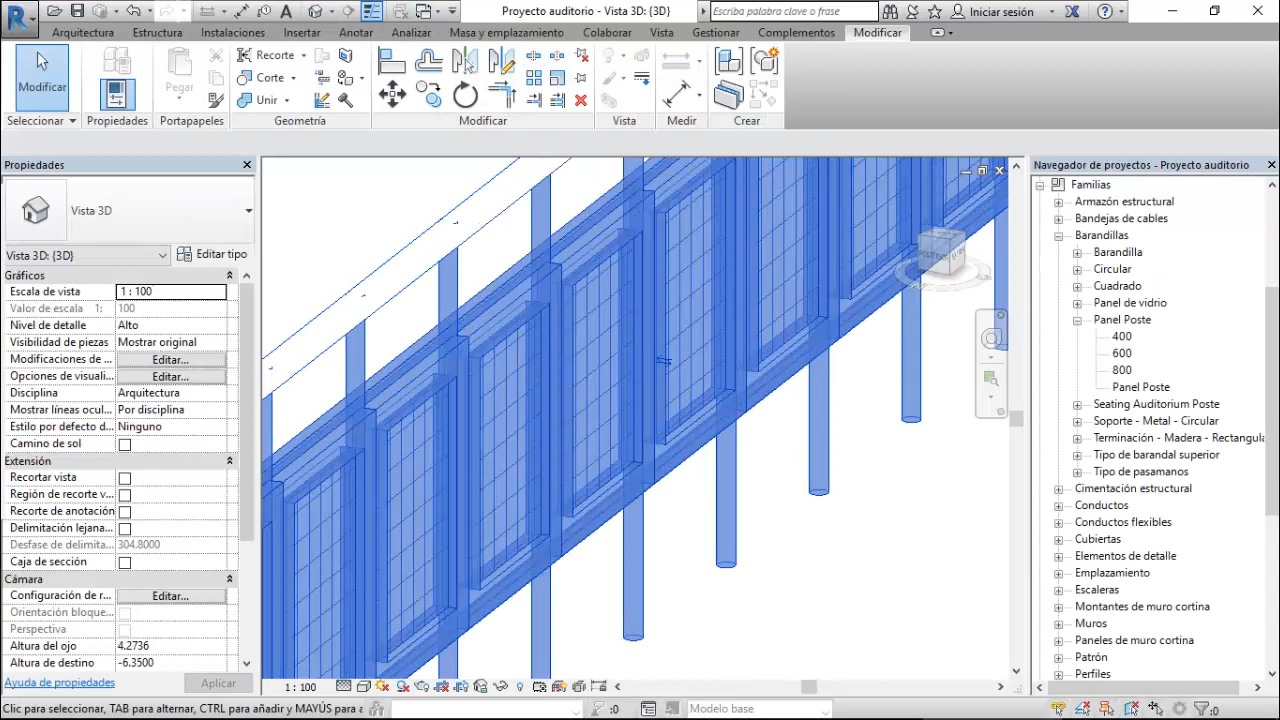 Proyecto auditorio - Vista 3D: {3D}
Escriba palabra clave o frase
Iniciar sesión
Arquitectura
Estructura
Instalaciones
Insertar
Anotar
Analizar
Masa y emplazamiento
Colaborar
Vista
Gestionar
Complementos
Modificar
Modificar
Pegar
Recorte
Corte
Unir
Seleccionar
Propiedades
Portapapeles
Geometría
Modificar
Vista
Medir
Crear
Propiedades
Vista 3D
Vista 3D: {3D}
Editar tipo
Gráficos
Escala de vista 1 : 100
Valor de escala 1: 100
Nivel de detalle Alto
Visibilidad de piezas Mostrar original
Modificaciones de ... Editar...
Opciones de visuali... Editar...
Disciplina Arquitectura
Mostrar líneas ocul... Por disciplina
Estilo por defecto d... Ninguno
Camino de sol
Extensión
Recortar vista
Región de recorte v...
Recorte de anotación
Delimitación lejana...
Desfase de delimita... 304.8000
Caja de sección
Cámara
Configuración de r... Editar...
Orientación bloque...
Perspectiva
Altura del ojo 4.2736
Altura de destino -6.3500
Ayuda de propiedades
Aplicar
1 : 100
Navegador de proyectos - Proyecto auditorio
Familias
Armazón estructural
Bandejas de cables
Barandillas
Barandilla
Circular
Cuadrado
Panel de vidrio
Panel Poste
400
600
800
Panel Poste
Seating Auditorium Poste
Soporte - Metal - Circular
Terminación - Madera - Rectangula
Tipo de barandal superior
Tipo de pasamanos
Cimentación estructural
Conductos
Conductos flexibles
Cubiertas
Elementos de detalle
Emplazamiento
Escaleras
Montantes de muro cortina
Muros
Paneles de muro cortina
Patrón
Perfiles
Clic para seleccionar, TAB para alternar, CTRL para añadir y MAYÚS para a
:0
Modelo base
:0